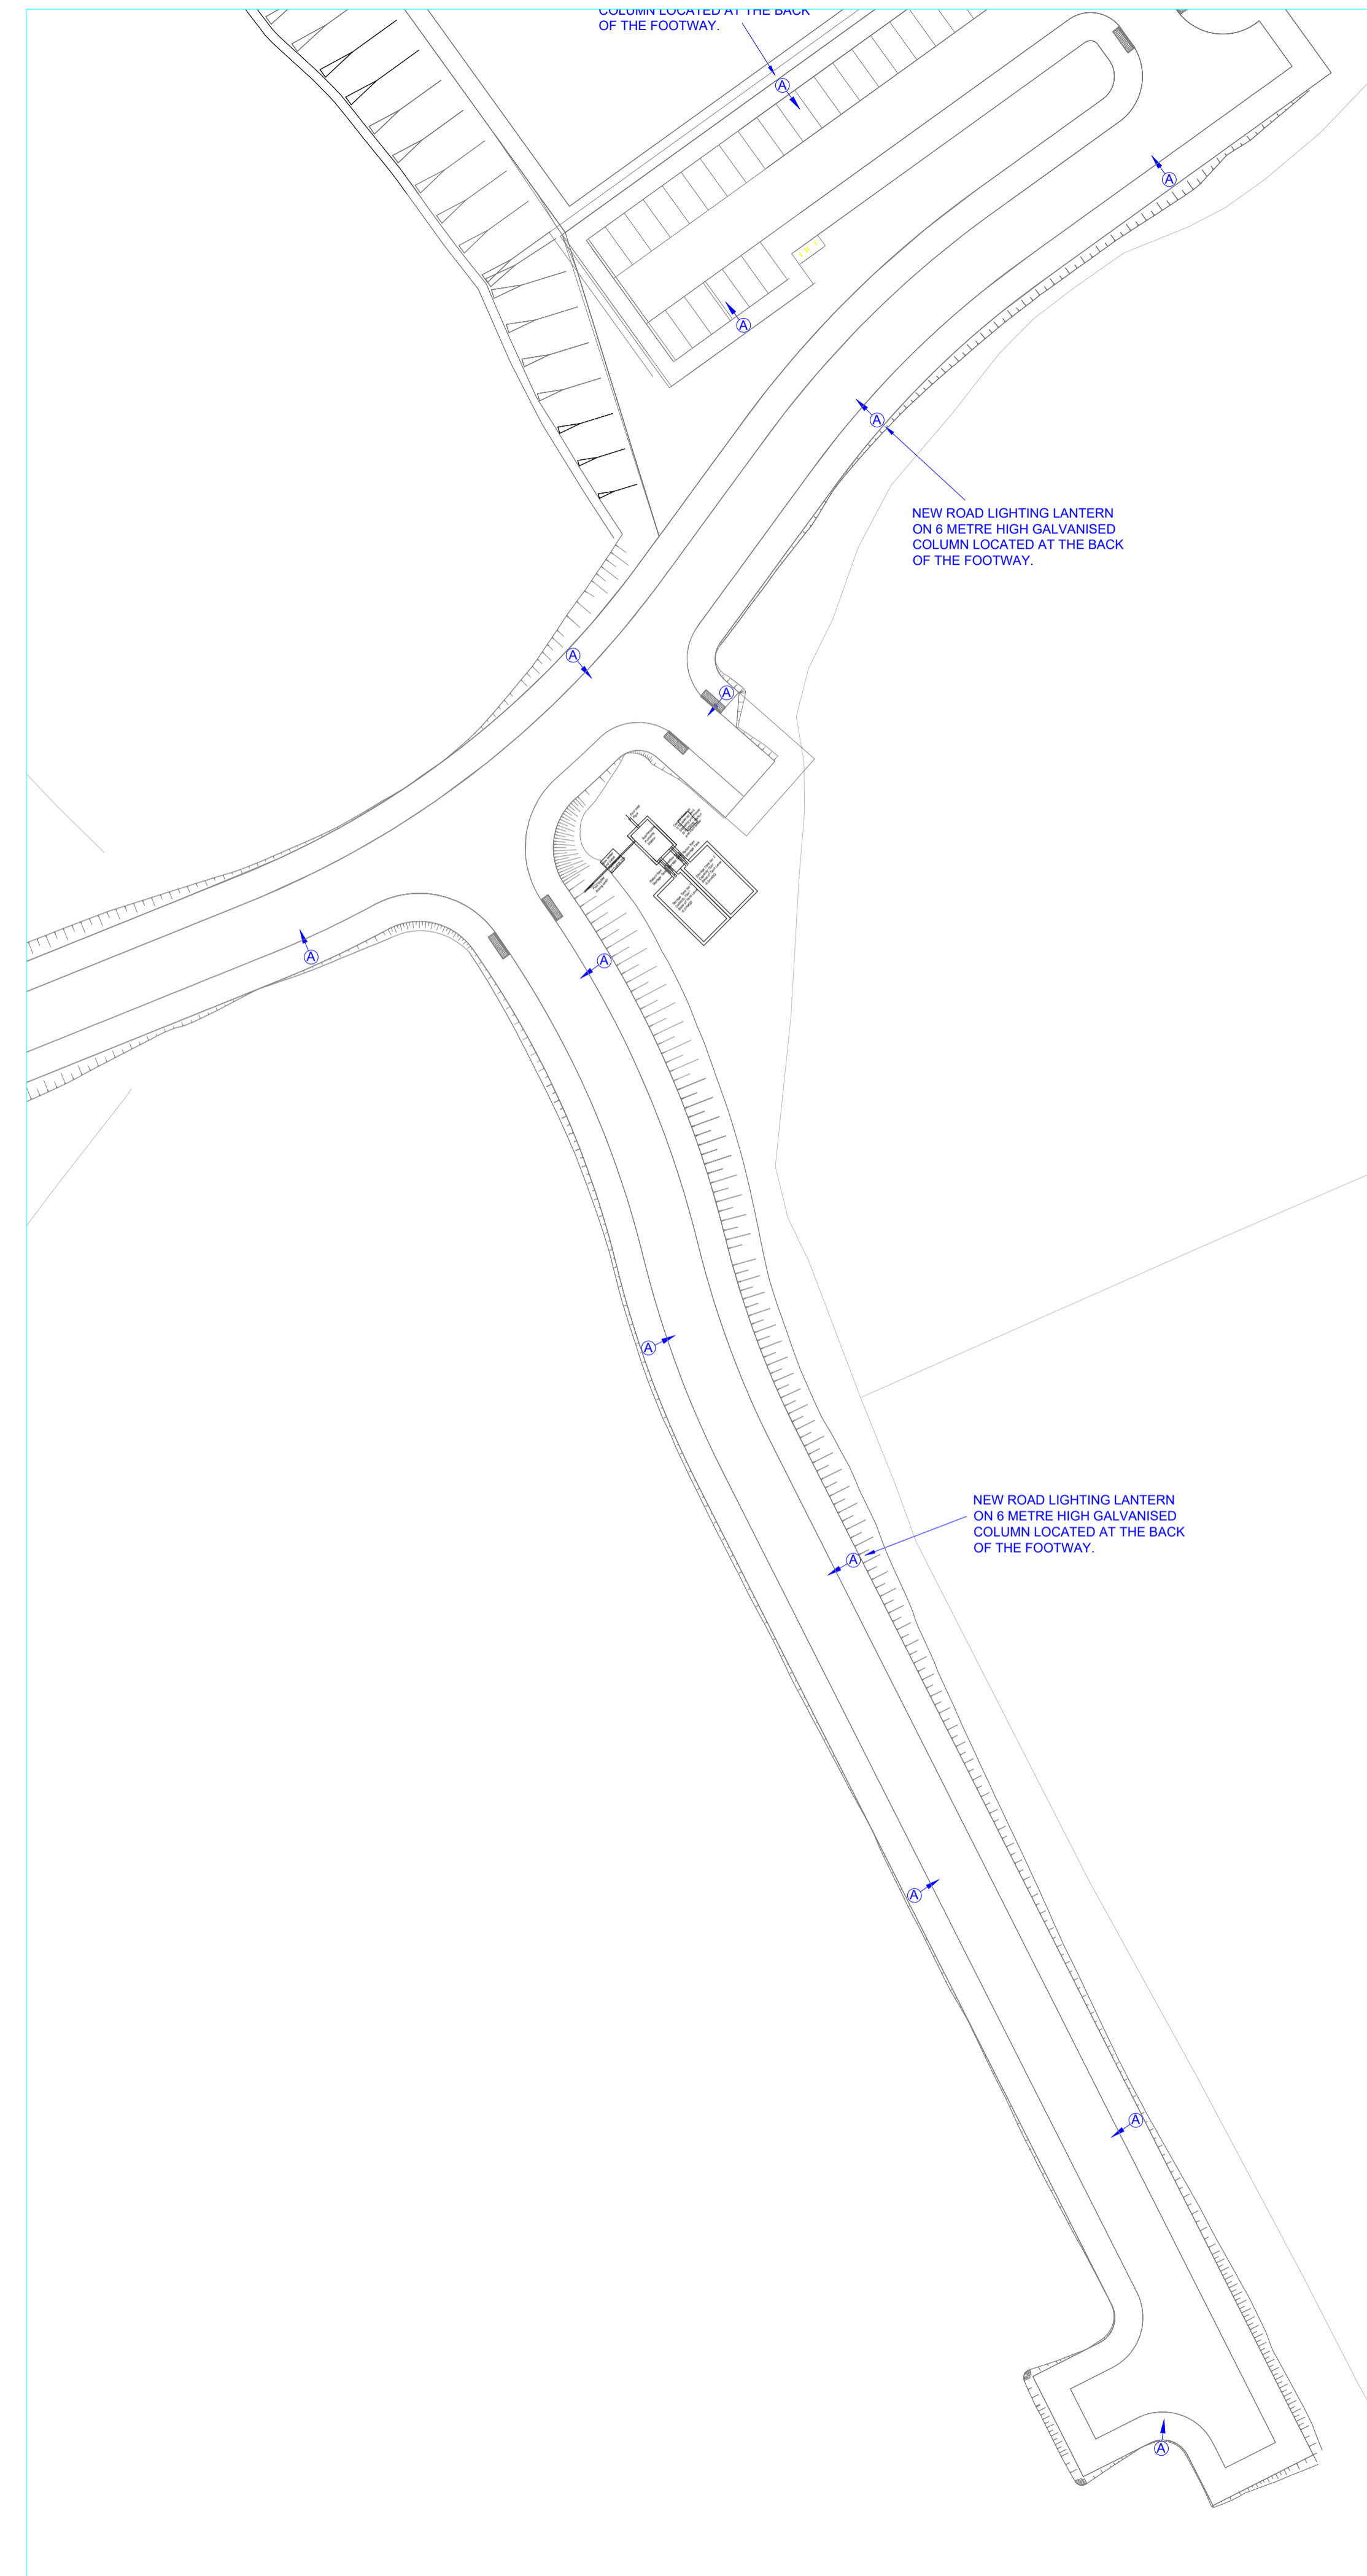 COLUMN LOCATED AT THE BACK
OF THE FOOTWAY.
A
A
A
A
NEW ROAD LIGHTING LANTERN
ON 6 METRE HIGH GALVANISED
COLUMN LOCATED AT THE BACK
OF THE FOOTWAY.
A
A
A
A
A
NEW ROAD LIGHTING LANTERN
ON 6 METRE HIGH GALVANISED
COLUMN LOCATED AT THE BACK
OF THE FOOTWAY.
A
A
A
A